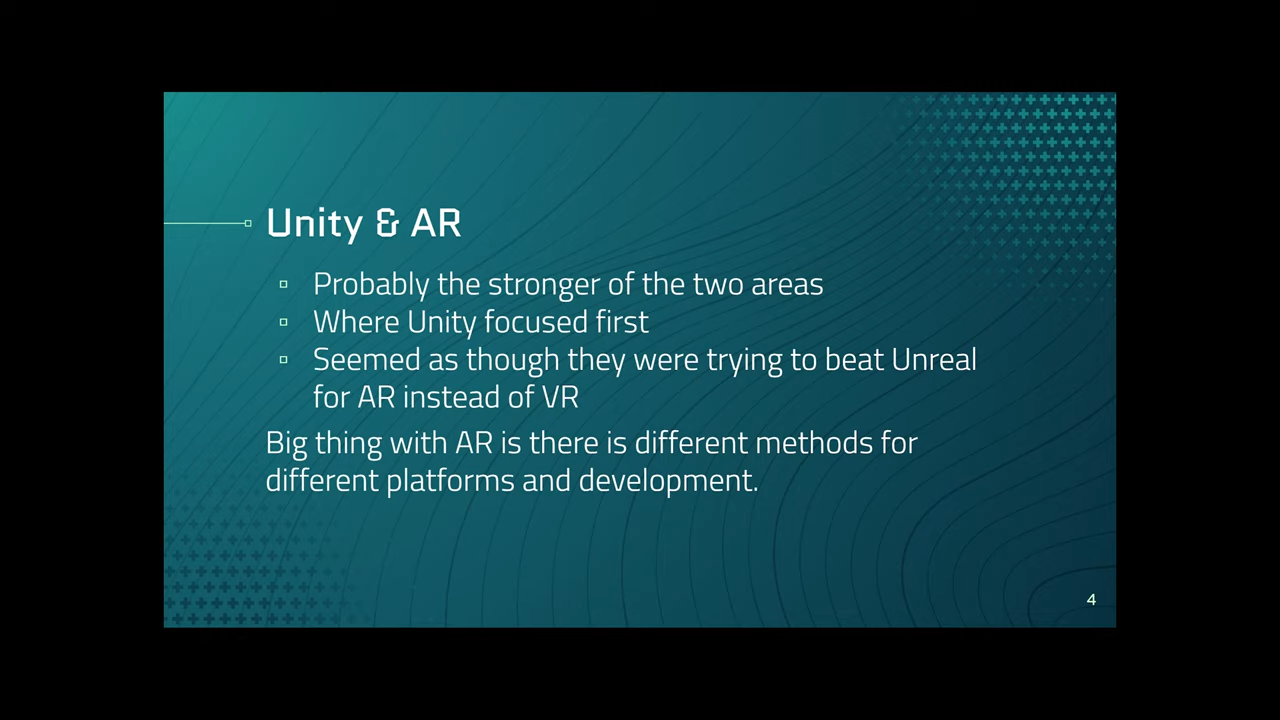 Unity & AR
Probably the stronger of the two areas
Where Unity focused first
Seemed as though they were trying to beat Unreal
for AR instead of VR
Big thing with AR is there is different methods for
different platforms and development.
4